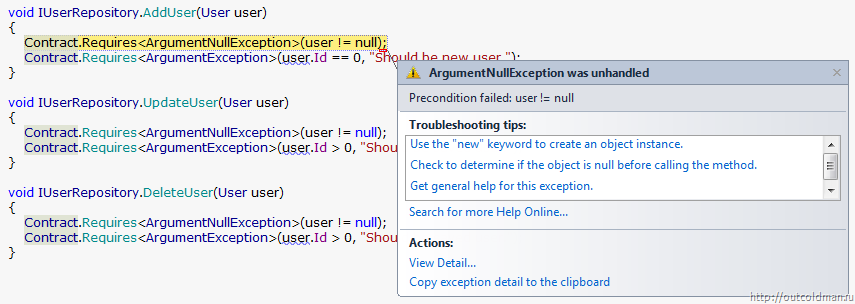 void IUserRepository.AddUser(User user)
{
Contract.Requires<ArgumentNullException>(user != null);
Contract.Requires<ArgumentException>(user.Id == 0, "Should be new user.");
}
void IUserRepository.UpdateUser(User user)
{
Contract.Requires<ArgumentNullException>(user != null);
Contract.Requires<ArgumentException>(user.Id > 0, "Shou
}
void IUserRepository.DeleteUser(User user)
{
Contract.Requires<ArgumentNullException>(user != null);
Contract.Requires<ArgumentException>(user.Id > 0, "Shou
}
ArgumentNullException was unhandled
Precondition failed: user != null
Troubleshooting tips:
Use the "new" keyword to create an object instance.
Check to determine if the object is null before calling the method.
Get general help for this exception.
Search for more Help Online...
Actions:
View Detail...
Copy exception detail to the clipboard
http://outcoldman.ru